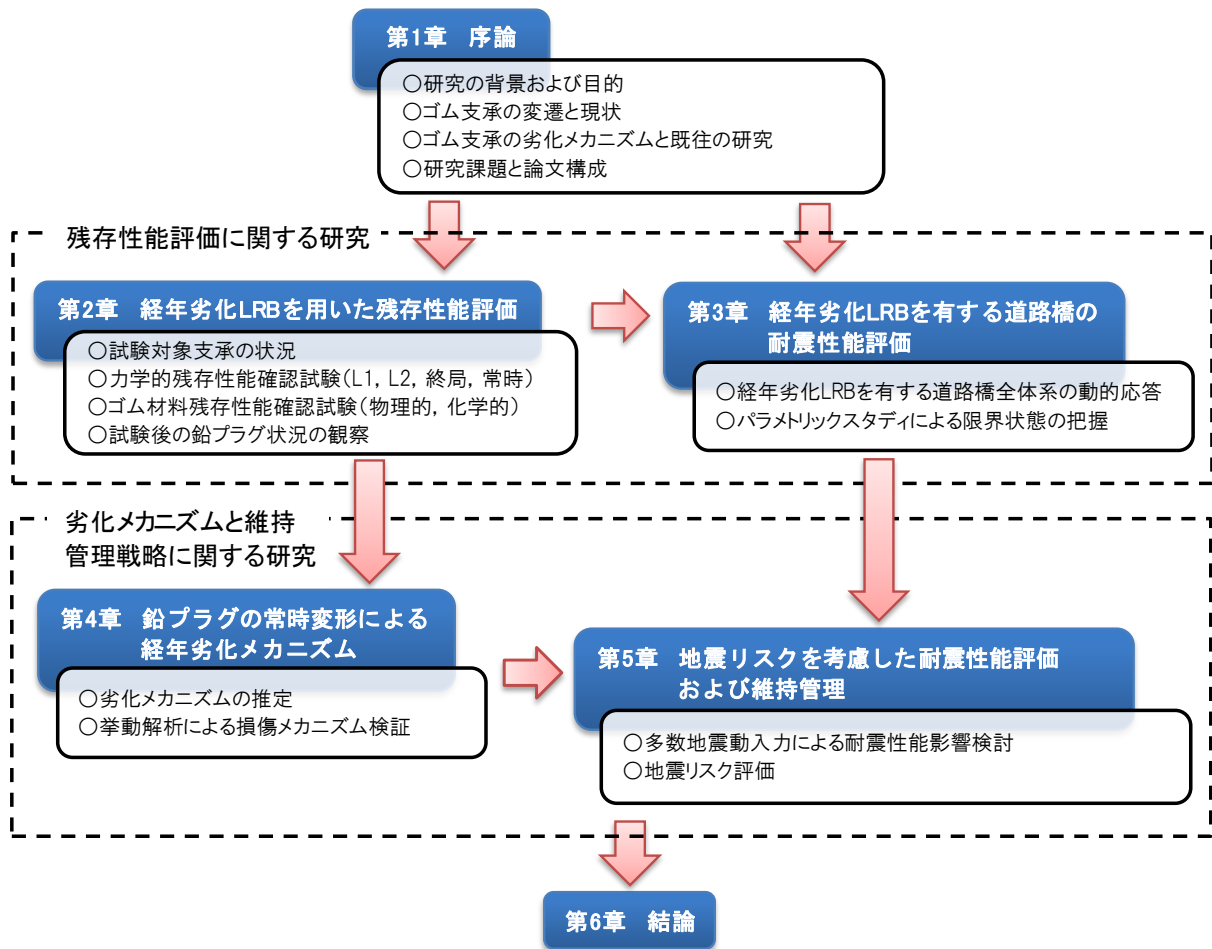 第1章 序論
○研究の背景および目的
○ゴム支承の変遷と現状
○ゴム支承の劣化メカニズムと既往の研究
○研究課題と論文構成
残存性能評価に関する研究
第2章 経年劣化LRBを用いた残存性能評価
○試験対象支承の状況
○力学的残存性能確認試験(L1, L2, 終局, 常時)
○ゴム材料残存性能確認試験(物理的, 化学的)
○試験後の鉛プラグ状況の観察
第3章 経年劣化LRBを有する道路橋の
耐震性能評価
○経年劣化LRBを有する道路橋全体系の動的応答
○パラメトリックスタディによる限界状態の把握
劣化メカニズムと維持
管理戦略に関する研究
第4章 鉛プラグの常時変形による
経年劣化メカニズム
○劣化メカニズムの推定
○挙動解析による損傷メカニズム検証
第5章 地震リスクを考慮した耐震性能評価
および維持管理
○多数地震動入力による耐震性能影響検討
○地震リスク評価
第6章 結論